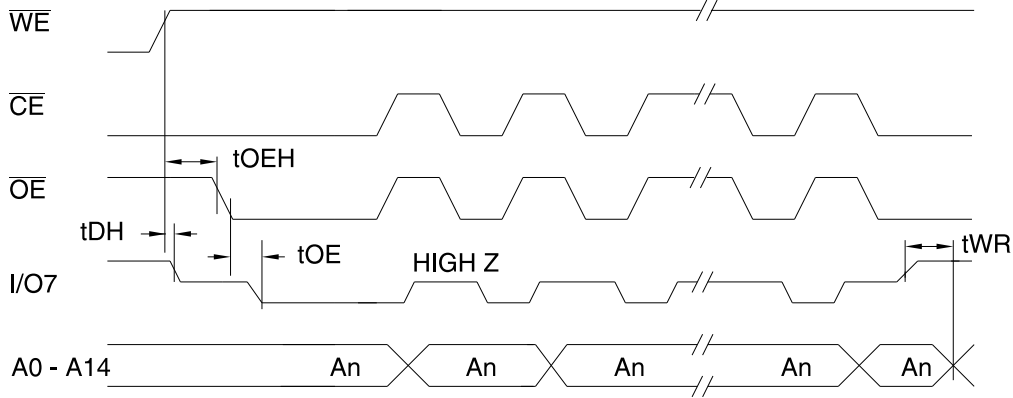 WE
CE
tOEH
OE
tDH
tOE
HIGH Z
tWR
I/O7
A0 - A14
An
An
An
An
An